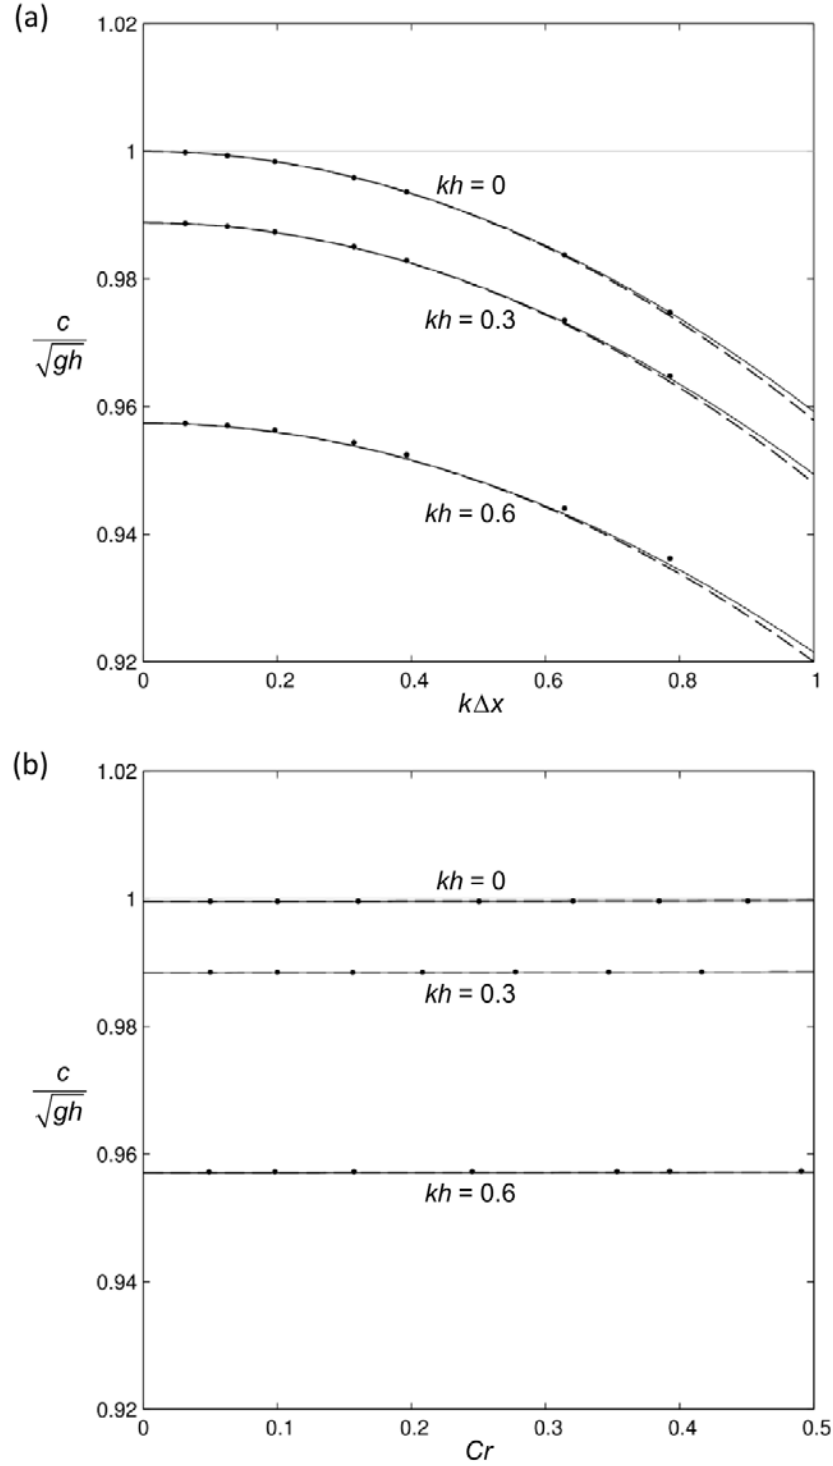 (a)
1.02
1
kh = 0
0.98
kh = 0.3
c
√gh
0.96
kh = 0.6
0.94
0.92
0 0.2 0.4 0.6 0.8 1
kΔx
(b)
1.02
kh = 0
1
kh = 0.3
0.98
c
√gh
0.96
kh = 0.6
0.94
0.92
0 0.1 0.2 0.3 0.4 0.5
Cr